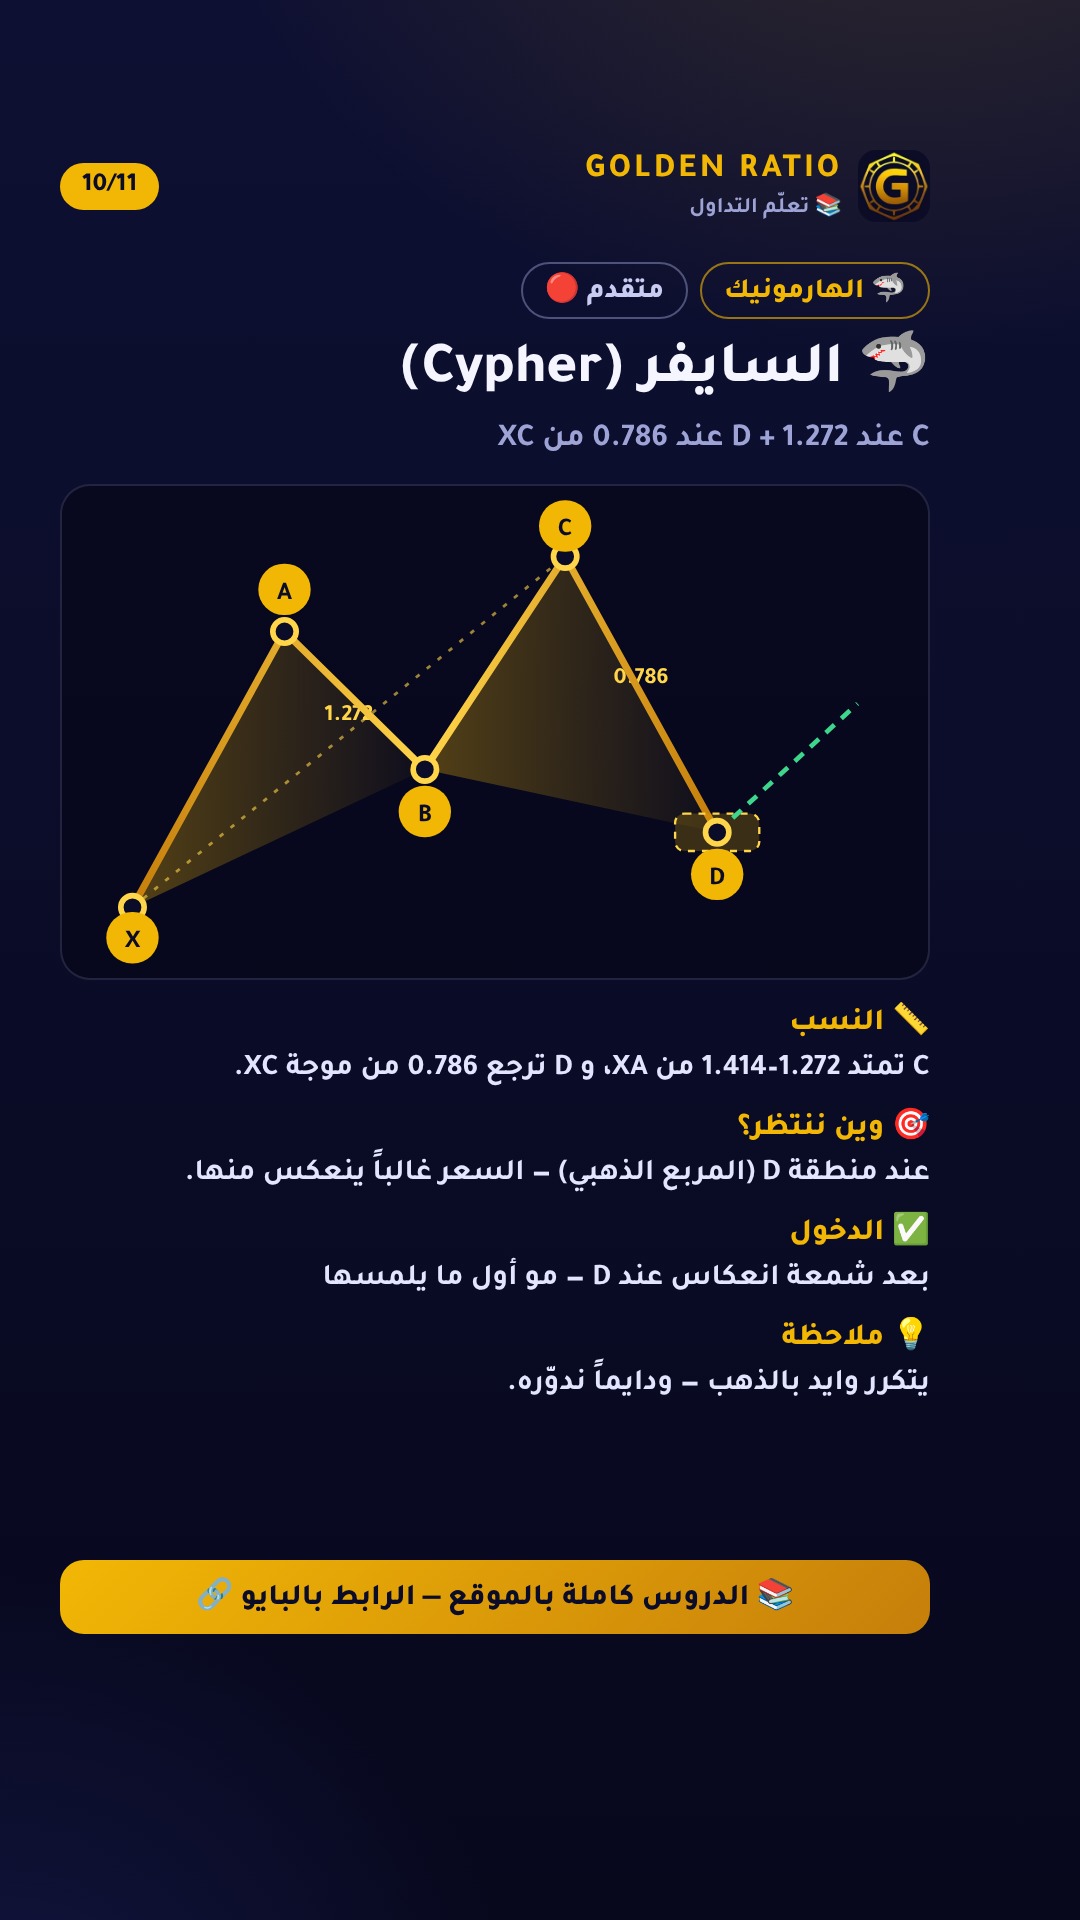 GOLDEN RATIO
📚 تعلّم التداول
10/11
🦈 الهارمونيك
متقدم 🔴
🦈 السايفر (Cypher)
C عند 1.272 + D عند 0.786 من XC
C
A
0.786
1.272
B
D
X
📏 النسب
C تمتد 1.272-1.414 من XA، و D ترجع 0.786 من موجة XC.
🎯 وين ننتظر؟
عند منطقة D (المربع الذهبي) — السعر غالباً ينعكس منها.
✅ الدخول
بعد شمعة انعكاس عند D — مو أول ما يلمسها
💡 ملاحظة
يتكرر وايد بالذهب — ودايماً ندوّره.
📚 الدروس كاملة بالموقع — الرابط بالبايو 🔗